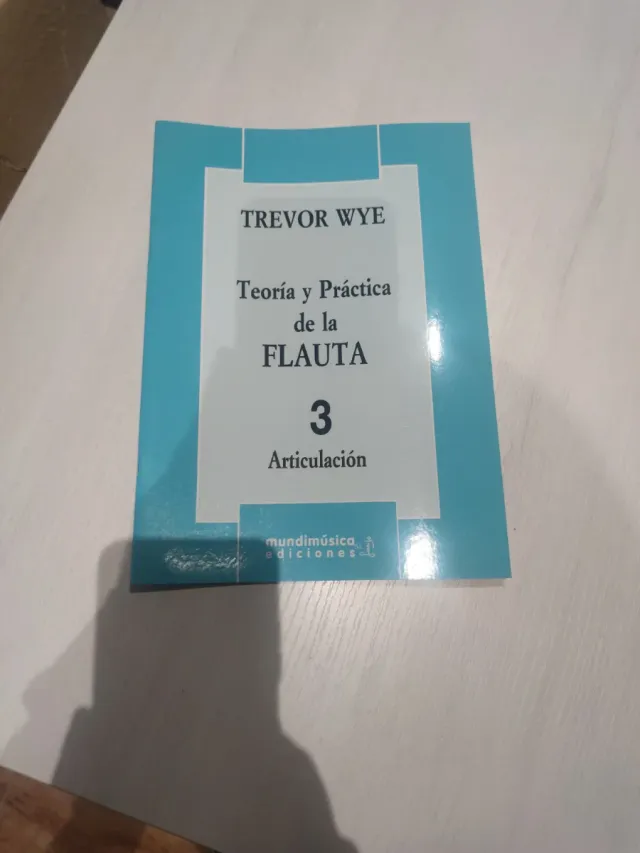 TREVOR WYE
Teoría y Práctica
de la
FLAUTA
3
Articulación
mundimúsica
ediciones